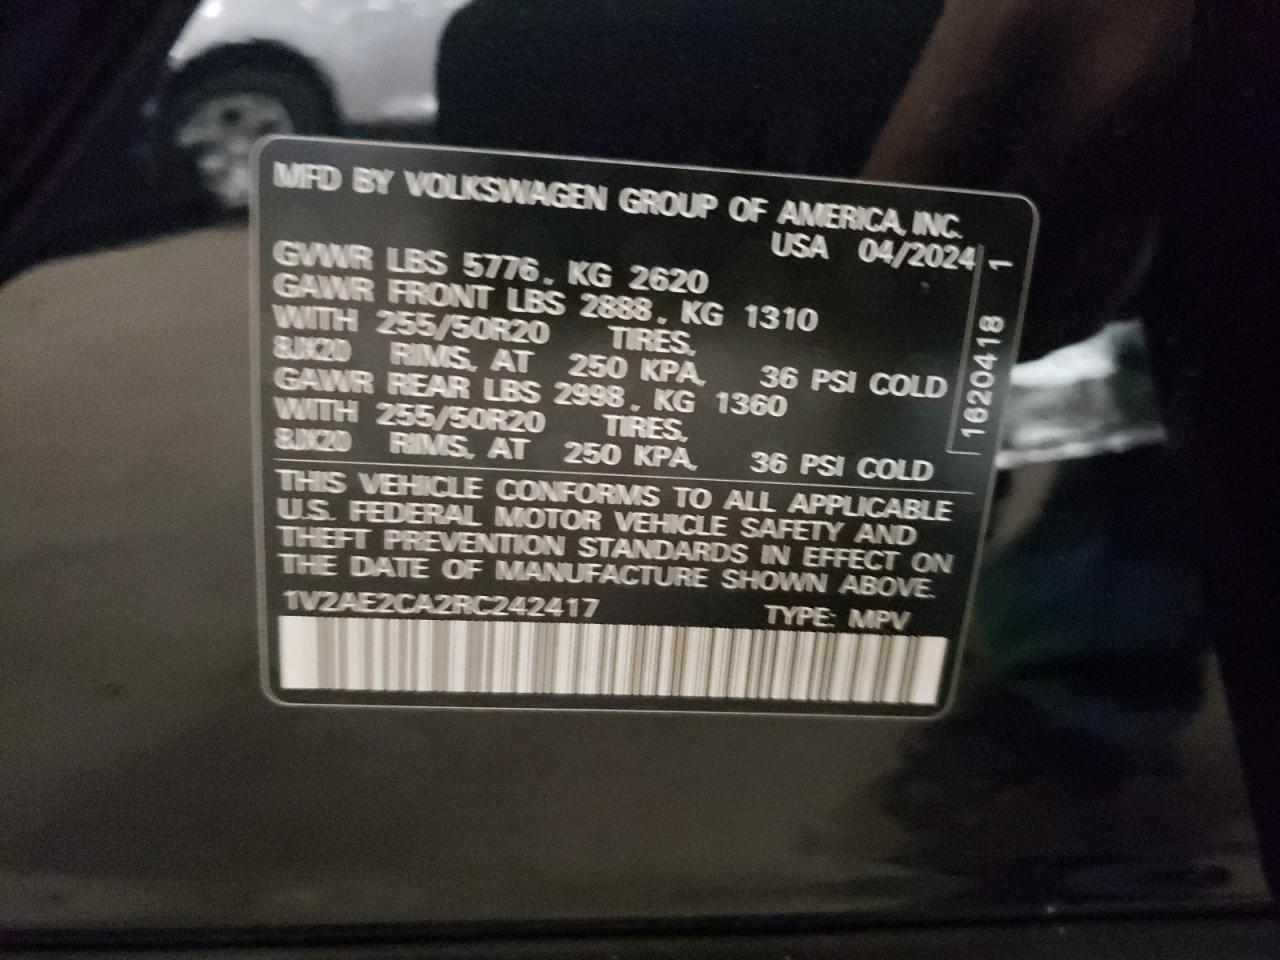 MFD BY VOLKSWAGEN GROUP OF AMERICA, INC.
USA 04/2024
GVWR LBS 5776, KG 2620
GAWR FRONT LBS 2888, KG 1310
WITH 255/50R20 TIRES,
8JX20 RIMS, AT 250 KPA, 36 PSI COLD
GAWR REAR LBS 2998, KG 1360
WITH 255/50R20 TIRES,
8JX20 RIMS, AT 250 KPA, 36 PSI COLD
1620418 1
THIS VEHICLE CONFORMS TO ALL APPLICABLE
U.S. FEDERAL MOTOR VEHICLE SAFETY AND
THEFT PREVENTION STANDARDS IN EFFECT ON
THE DATE OF MANUFACTURE SHOWN ABOVE.
1V2AE2CA2RC242417 TYPE: MPV